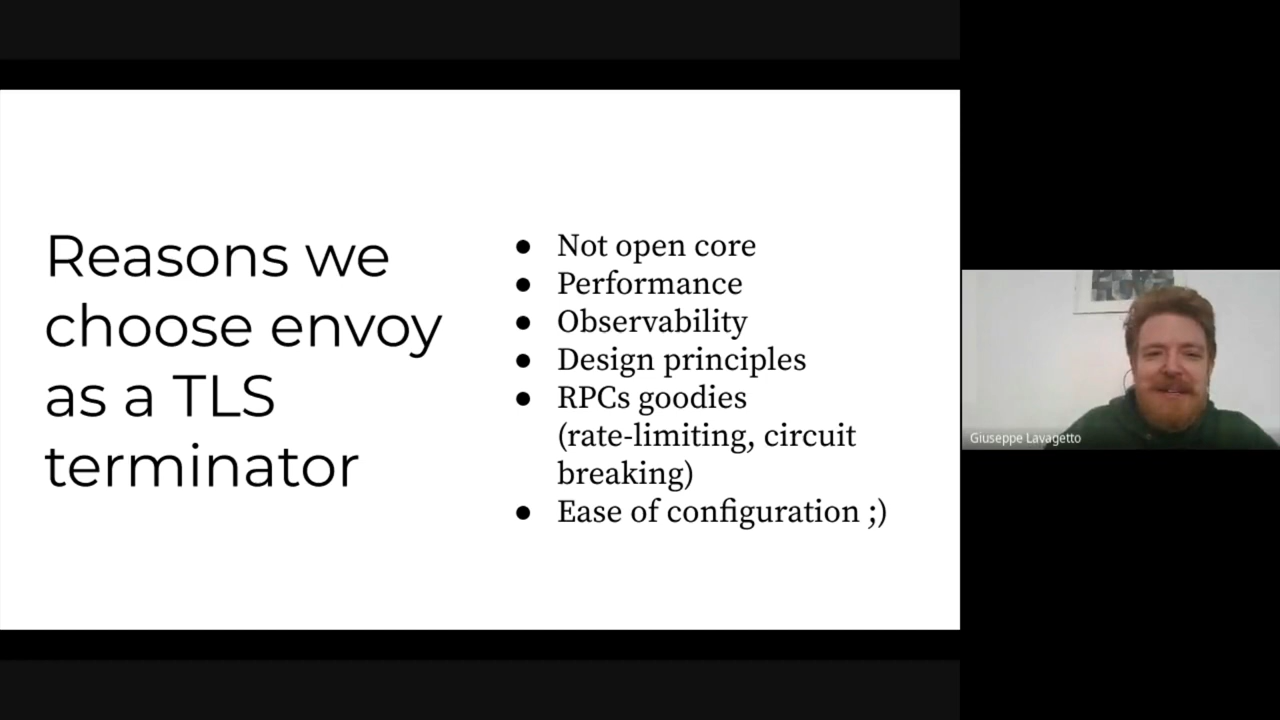 Reasons we
choose envoy
as a TLS
terminator
● Not open core
● Performance
● Observability
● Design principles
● RPCs goodies
(rate-limiting, circuit
breaking)
● Ease of configuration ;)
Giuseppe Lavagetto